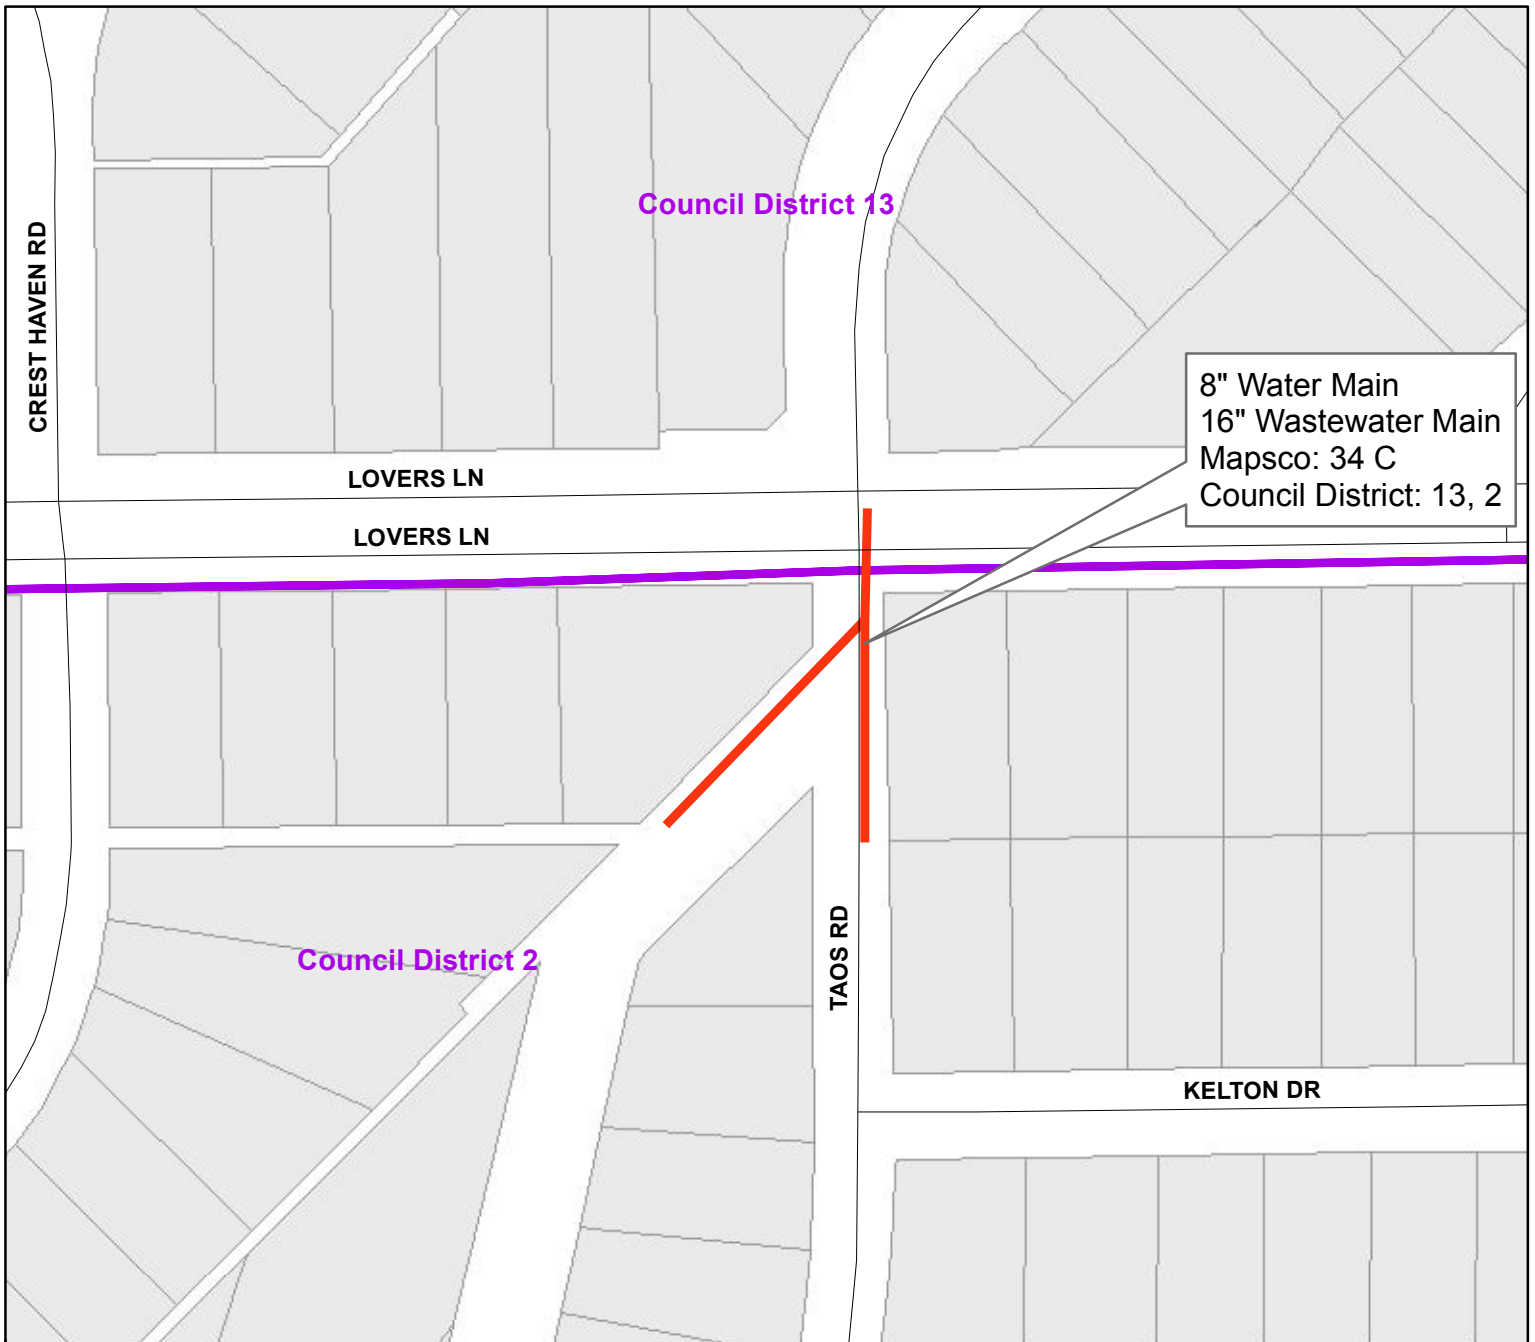 Council District 13
CREST HAVEN RD
8" Water Main
16" Wastewater Main
Mapsco: 34 C
Council District: 13, 2
LOVERS LN
LOVERS LN
TAOS RD
Council District 2
KELTON DR